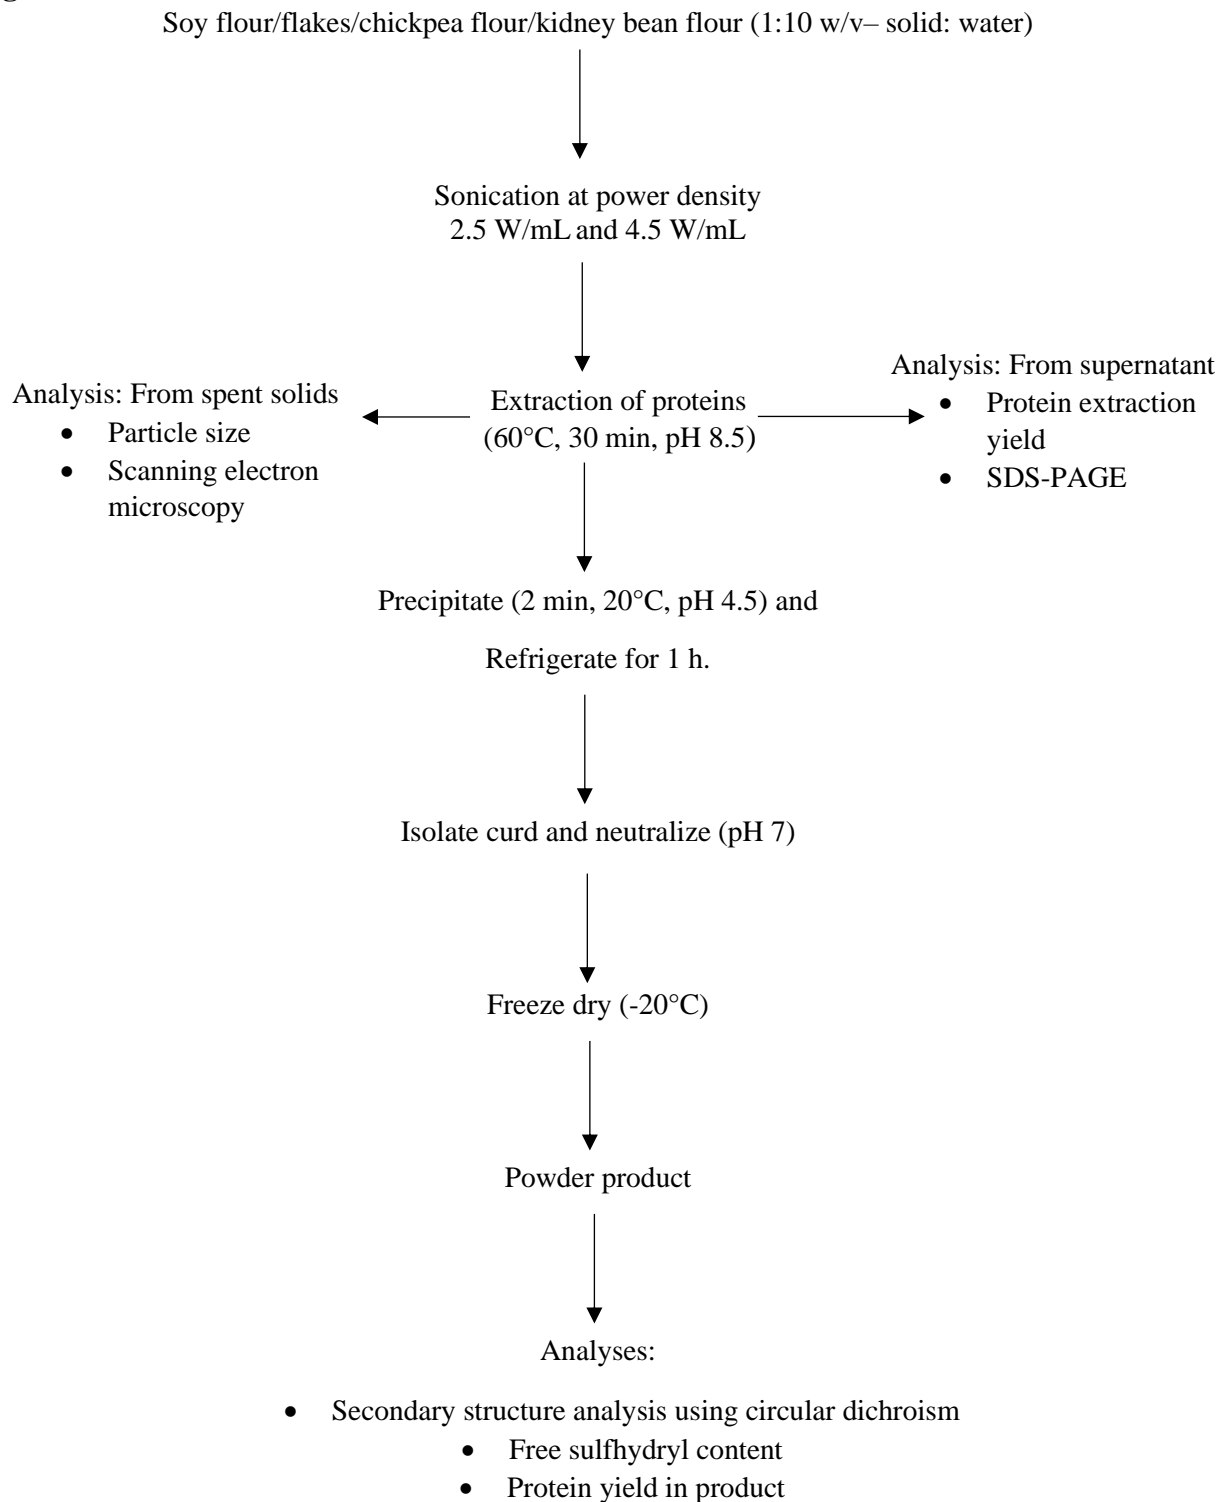 Soy flour/flakes/chickpea flour/kidney bean flour (1:10 w/v– solid: water)
Sonication at power density
2.5 W/mL and 4.5 W/mL
Analysis: From spent solids
• Particle size
• Scanning electron
microscopy
Extraction of proteins
(60°C, 30 min, pH 8.5)
Analysis: From supernatant
• Protein extraction
yield
• SDS-PAGE
Precipitate (2 min, 20°C, pH 4.5) and
Refrigerate for 1 h.
Isolate curd and neutralize (pH 7)
Freeze dry (-20°C)
Powder product
Analyses:
• Secondary structure analysis using circular dichroism
• Free sulfhydryl content
• Protein yield in product